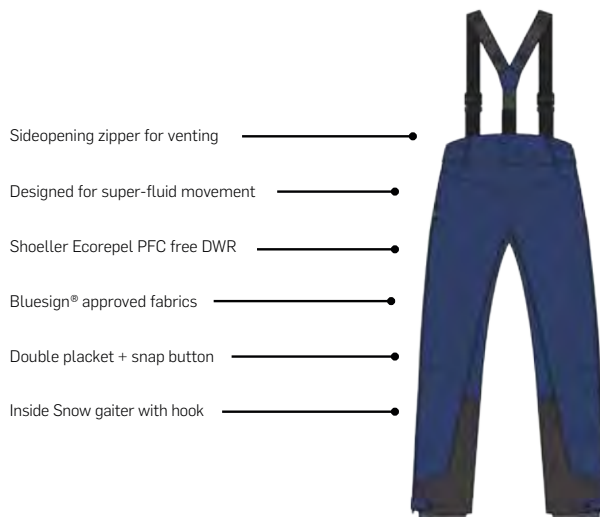 Sideopening zipper for venting
Designed for super-fluid movement
Shoeller Ecorepel PFC free DWR
Bluesign® approved fabrics
Double placket + snap button
Inside Snow gaiter with hook